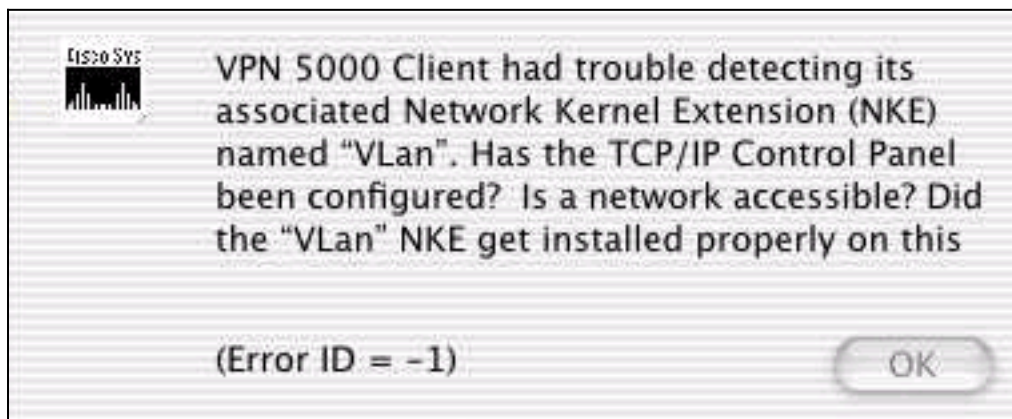 Cisco Sys
VPN 5000 Client had trouble detecting its
associated Network Kernel Extension (NKE)
named “VLan”. Has the TCP/IP Control Panel
been configured?  Is a network accessible? Did
the “VLan” NKE get installed properly on this
(Error ID = -1)
OK